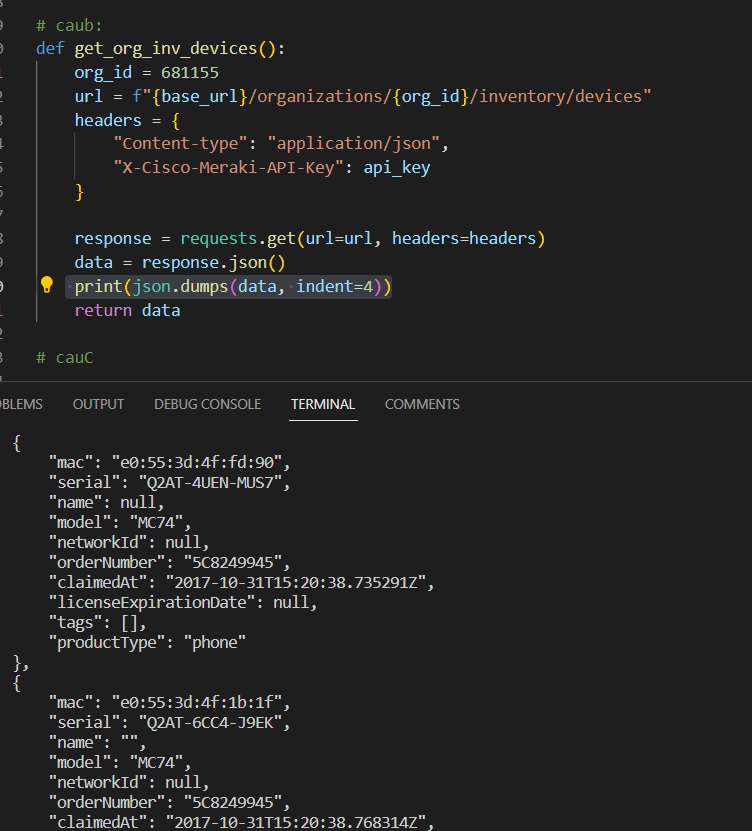 # caub:
def get_org_inv_devices():
    org_id = 681155
    url = f"{base_url}/organizations/{org_id}/inventory/devices"
    headers = {
        "Content-type": "application/json",
        "X-Cisco-Meraki-API-Key": api_key
    }
    response = requests.get(url=url, headers=headers)
    data = response.json()
    print(json.dumps(data, indent=4))
    return data
# cauC
OBLEMS OUTPUT DEBUG CONSOLE TERMINAL COMMENTS
{
    "mac": "e0:55:3d:4f:fd:90",
    "serial": "Q2AT-4UEN-MUS7",
    "name": null,
    "model": "MC74",
    "networkId": null,
    "orderNumber": "5C8249945",
    "claimedAt": "2017-10-31T15:20:38.735291Z",
    "licenseExpirationDate": null,
    "tags": [],
    "productType": "phone"
},
{
    "mac": "e0:55:3d:4f:1b:1f",
    "serial": "Q2AT-6CC4-J9EK",
    "name": "",
    "model": "MC74",
    "networkId": null,
    "orderNumber": "5C8249945",
    "claimedAt": "2017-10-31T15:20:38.768314Z",